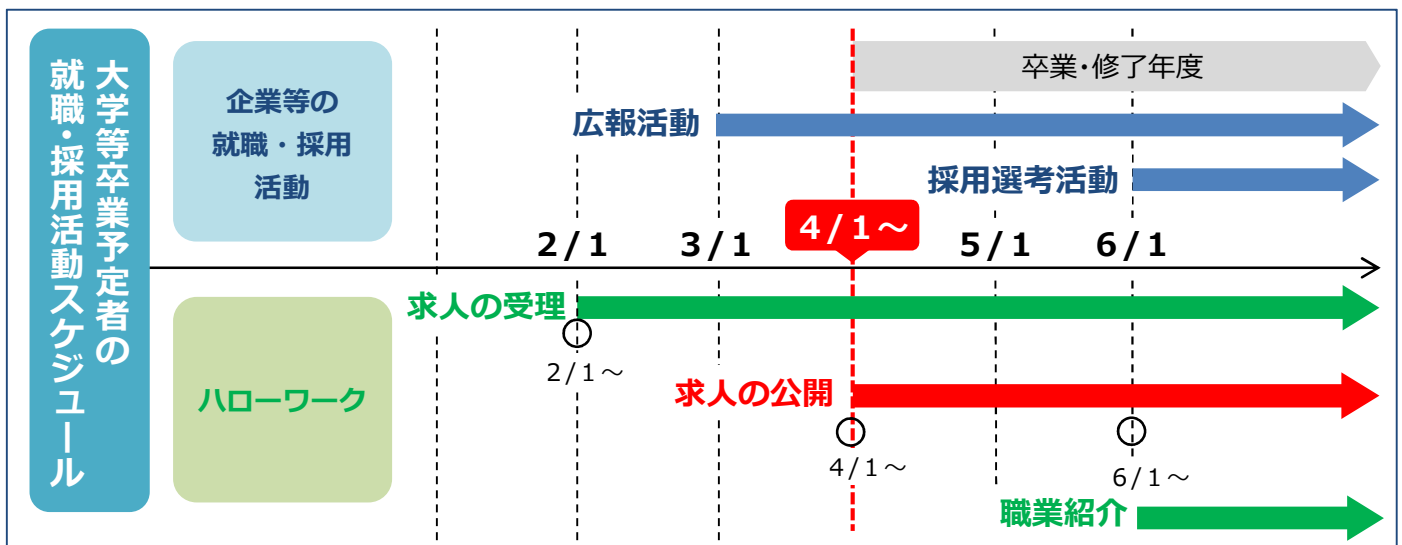 大学等卒業予定者の
就職・採用活動スケジュール
企業等の
就職・採用
活動
卒業・修了年度
広報活動
採用選考活動
2/1
3/1
4/1～
5/1
6/1
ハローワーク
求人の受理
2/1～
求人の公開
4/1～
6/1～
職業紹介